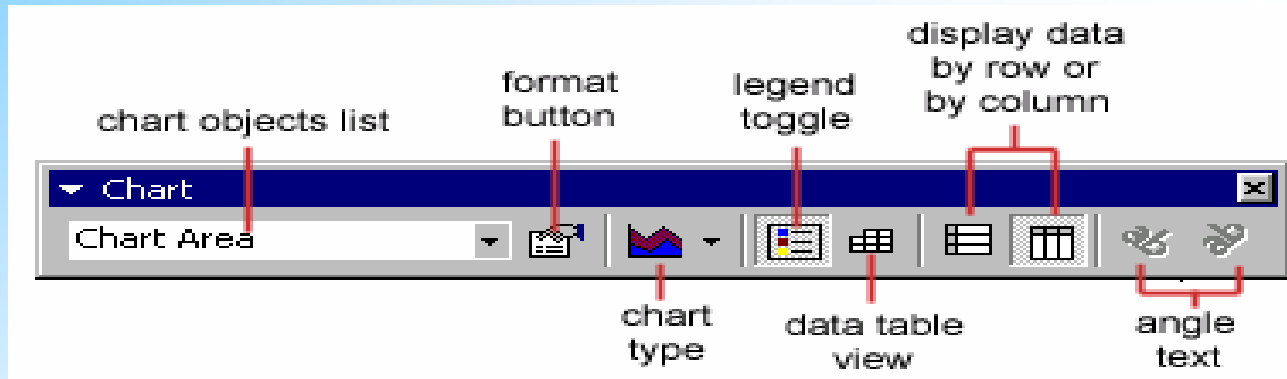 display data
by row or
by column
format
button
legend
toggle
chart objects list
Chart
Chart Area
chart
type
data table
view
angle
text